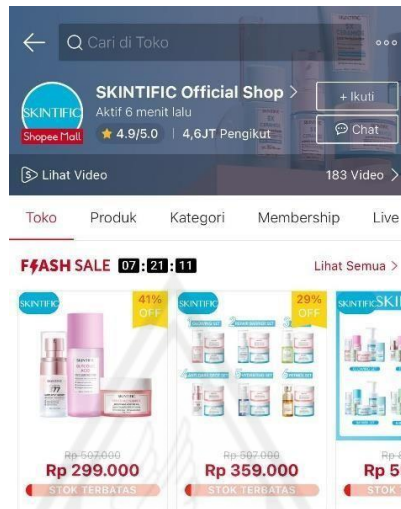 Cari di Toko
SKINTIFIC Official Shop >
Aktif 6 menit lalu
4.9/5.0 | 4,6JT Pengikut
+ Ikuti
Chat
SKINTIFIC
Shopee Mall
Lihat Video
183 Video >
Toko Produk Kategori Membership Live
FLASH SALE 07:21:11
Lihat Semua >
SKINTIFIC
41%
OFF
Rp 507.000
Rp 299.000
STOK TERBATAS
SKINTIFIC
29%
OFF
Rp 507.000
Rp 359.000
STOK TERBATAS
SKINTIFIC
Rp
STOK